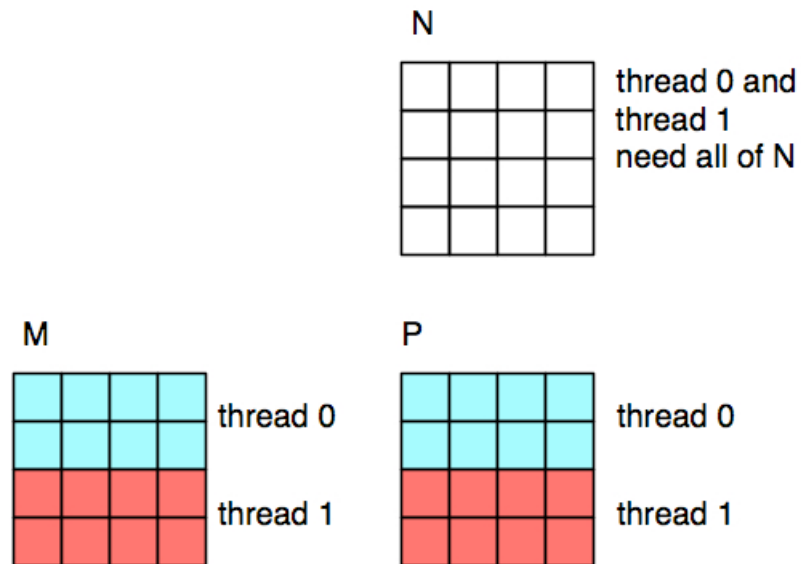 N
thread 0 and
thread 1
need all of N
M
P
thread 0
thread 0
thread 1
thread 1